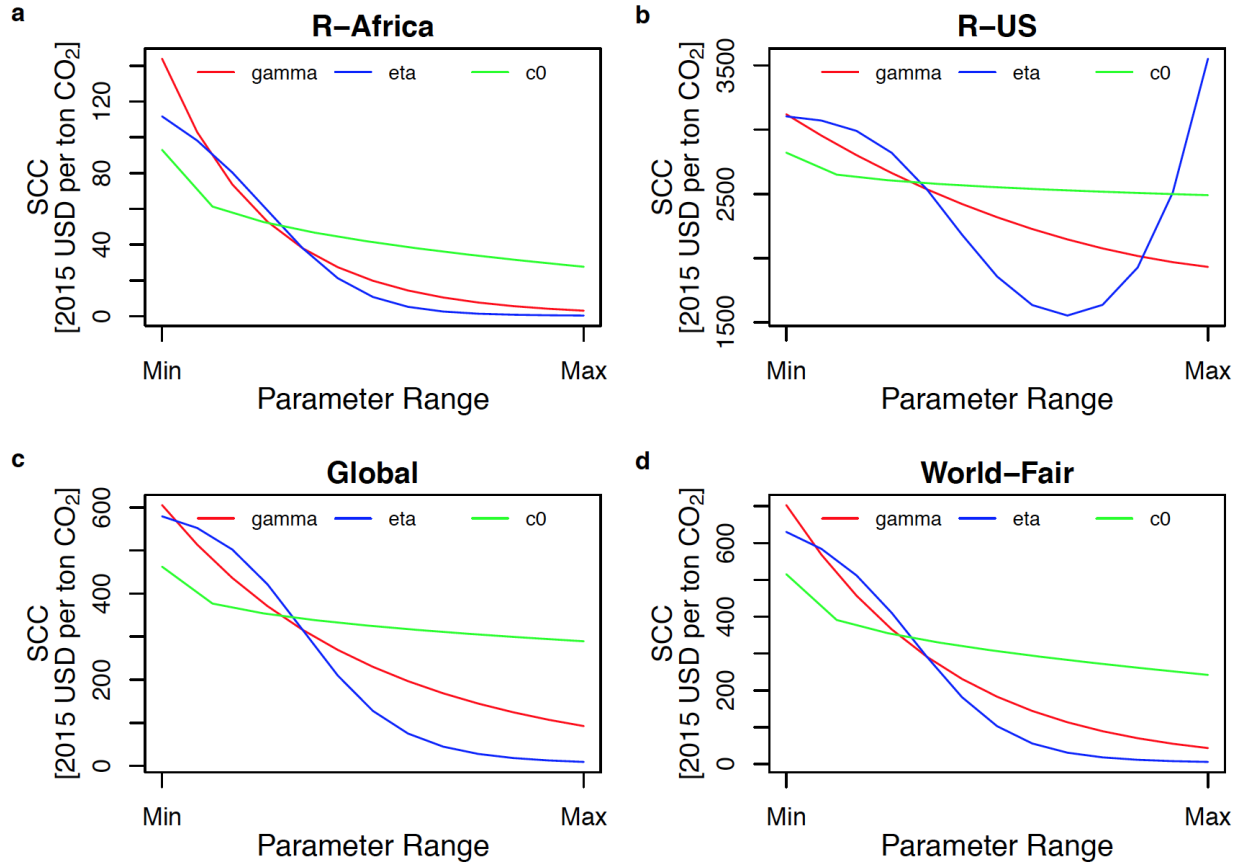 a
R−Africa
SCC
[2015 USD per ton CO₂]
0 40 80 120
gamma eta c0
Min Max
Parameter Range
b
R−US
SCC
[2015 USD per ton CO₂]
1500 2500 3500
gamma eta c0
Min Max
Parameter Range
c
Global
SCC
[2015 USD per ton CO₂]
0 200 400 600
gamma eta c0
Min Max
Parameter Range
d
World−Fair
SCC
[2015 USD per ton CO₂]
0 200 400 600
gamma eta c0
Min Max
Parameter Range